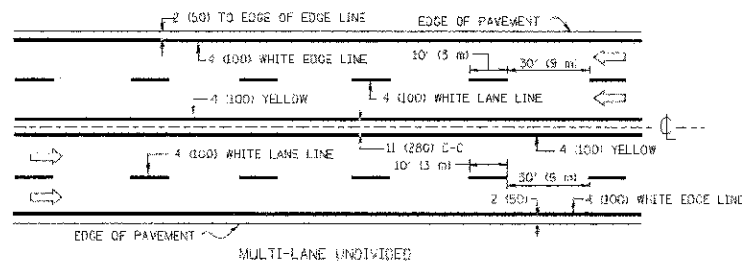 2 (50) TO EDGE OF EDGE LINE
EDGE OF PAVEMENT
4 (100) WHITE EDGE LINE
10' (3 m)
30' (9 m)
4 (100) YELLOW
4 (100) WHITE LANE LINE
℄
4 (100) WHITE LANE LINE
11 (280) C-C
4 (100) YELLOW
10' (3 m)
30' (9 m)
2 (50)
4 (100) WHITE EDGE LINE
EDGE OF PAVEMENT
MULTI-LANE UNDIVIDED